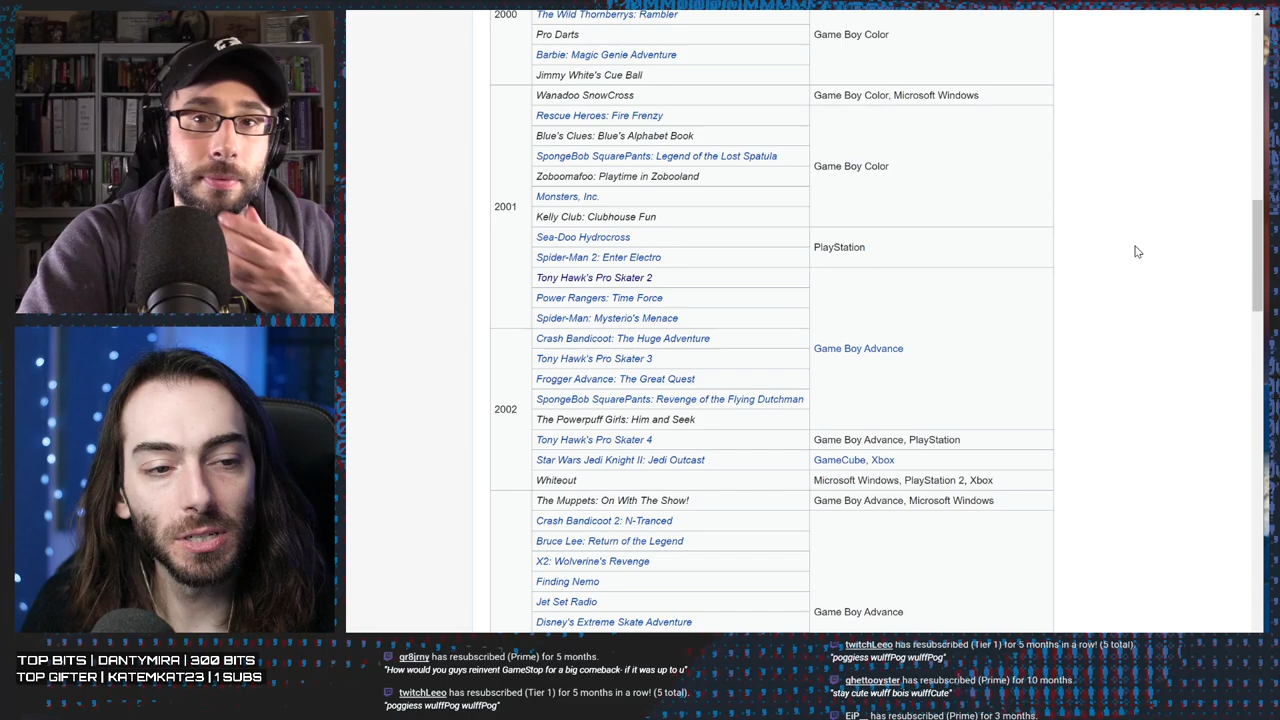 2000
The Wild Thornberrys: Rambler
Pro Darts
Game Boy Color
Barbie: Magic Genie Adventure
Jimmy White's Cue Ball
Wanadoo SnowCross
Game Boy Color, Microsoft Windows
Rescue Heroes: Fire Frenzy
Blue's Clues: Blue's Alphabet Book
SpongeBob SquarePants: Legend of the Lost Spatula
Game Boy Color
Zoboomafoo: Playtime in Zobooland
Monsters, Inc.
2001
Kelly Club: Clubhouse Fun
Sea-Doo Hydrocross
PlayStation
Spider-Man 2: Enter Electro
Tony Hawk's Pro Skater 2
Power Rangers: Time Force
Spider-Man: Mysterio's Menace
Crash Bandicoot: The Huge Adventure
Game Boy Advance
Tony Hawk's Pro Skater 3
Frogger Advance: The Great Quest
SpongeBob SquarePants: Revenge of the Flying Dutchman
2002
The Powerpuff Girls: Him and Seek
Tony Hawk's Pro Skater 4
Game Boy Advance, PlayStation
Star Wars Jedi Knight II: Jedi Outcast
GameCube, Xbox
Whiteout
Microsoft Windows, PlayStation 2, Xbox
The Muppets: On With The Show!
Game Boy Advance, Microsoft Windows
Crash Bandicoot 2: N-Tranced
Bruce Lee: Return of the Legend
X2: Wolverine's Revenge
Finding Nemo
Jet Set Radio
Game Boy Advance
Disney's Extreme Skate Adventure
TOP BITS | DANTYMIRA | 300 BITS
TOP GIFTER | KATEMKAT23 | 1 SUBS
gr8jrny has resubscribed (Prime) for 5 months.
"How would you guys reinvent GameStop for a big comeback- if it was up to u"
twitchLeeo has resubscribed (Tier 1) for 5 months in a row! (5 total).
"poggiess wulffPog wulffPog"
twitchLeeo has resubscribed (Tier 1) for 5 months in a row! (5 total).
"poggiess wulffPog wulffPog"
ghettooyster has resubscribed (Prime) for 10 months.
"stay cute wulff bois wulffCute"
has resubscribed (Prime) for 3 months.